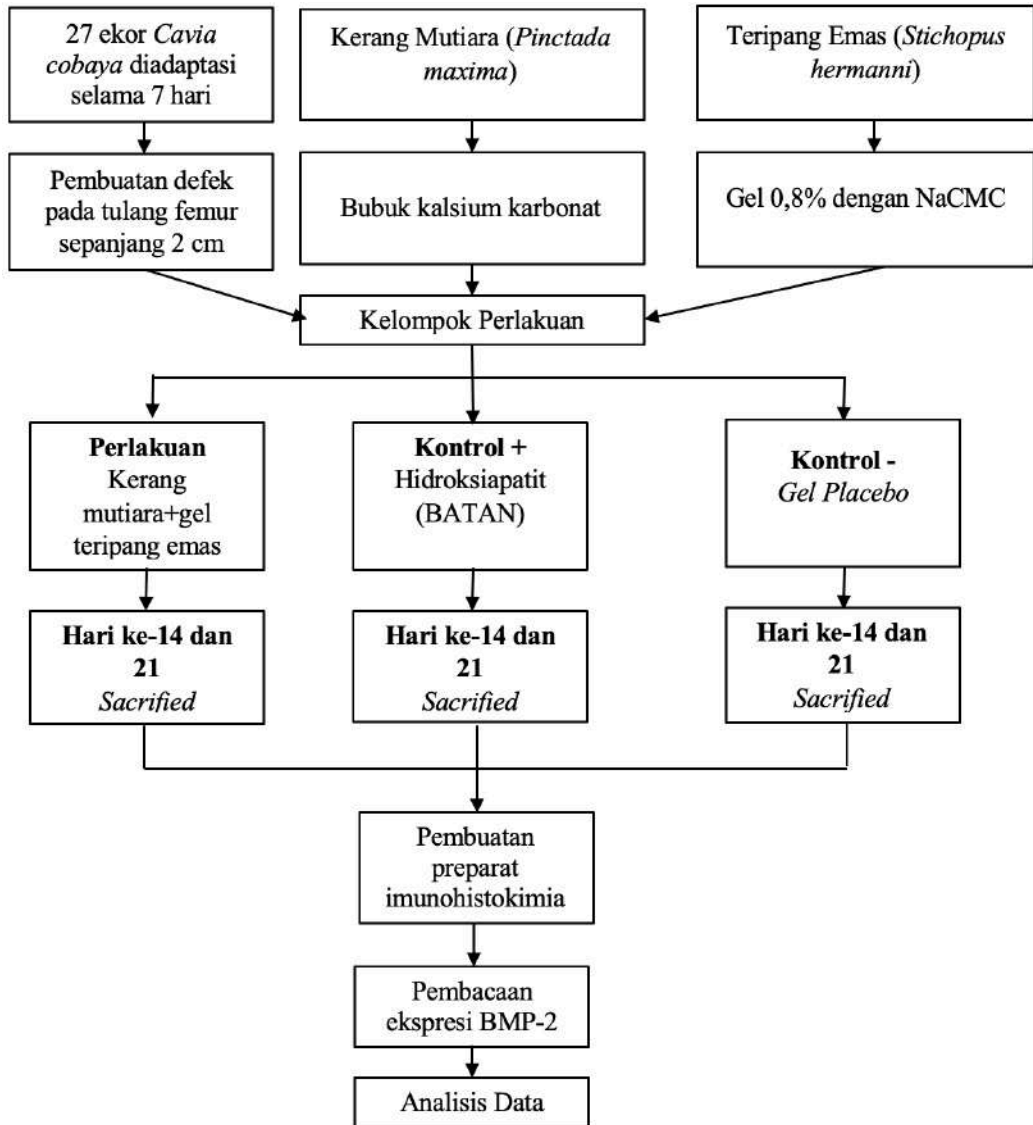 27 ekor Cavia
cobaya diadaptasi
selama 7 hari
Kerang Mutiara (Pinctada
maxima)
Teripang Emas (Stichopus
hermanni)
Pembuatan defek
pada tulang femur
sepanjang 2 cm
Bubuk kalsium karbonat
Gel 0,8% dengan NaCMC
Kelompok Perlakuan
Perlakuan
Kerang
mutiara+gel
teripang emas
Kontrol +
Hidroksiapatit
(BATAN)
Kontrol -
Gel Placebo
Hari ke-14 dan
21
Sacrified
Hari ke-14 dan
21
Sacrified
Hari ke-14 dan
21
Sacrified
Pembuatan
preparat
imunohistokimia
Pembacaan
ekspresi BMP-2
Analisis Data